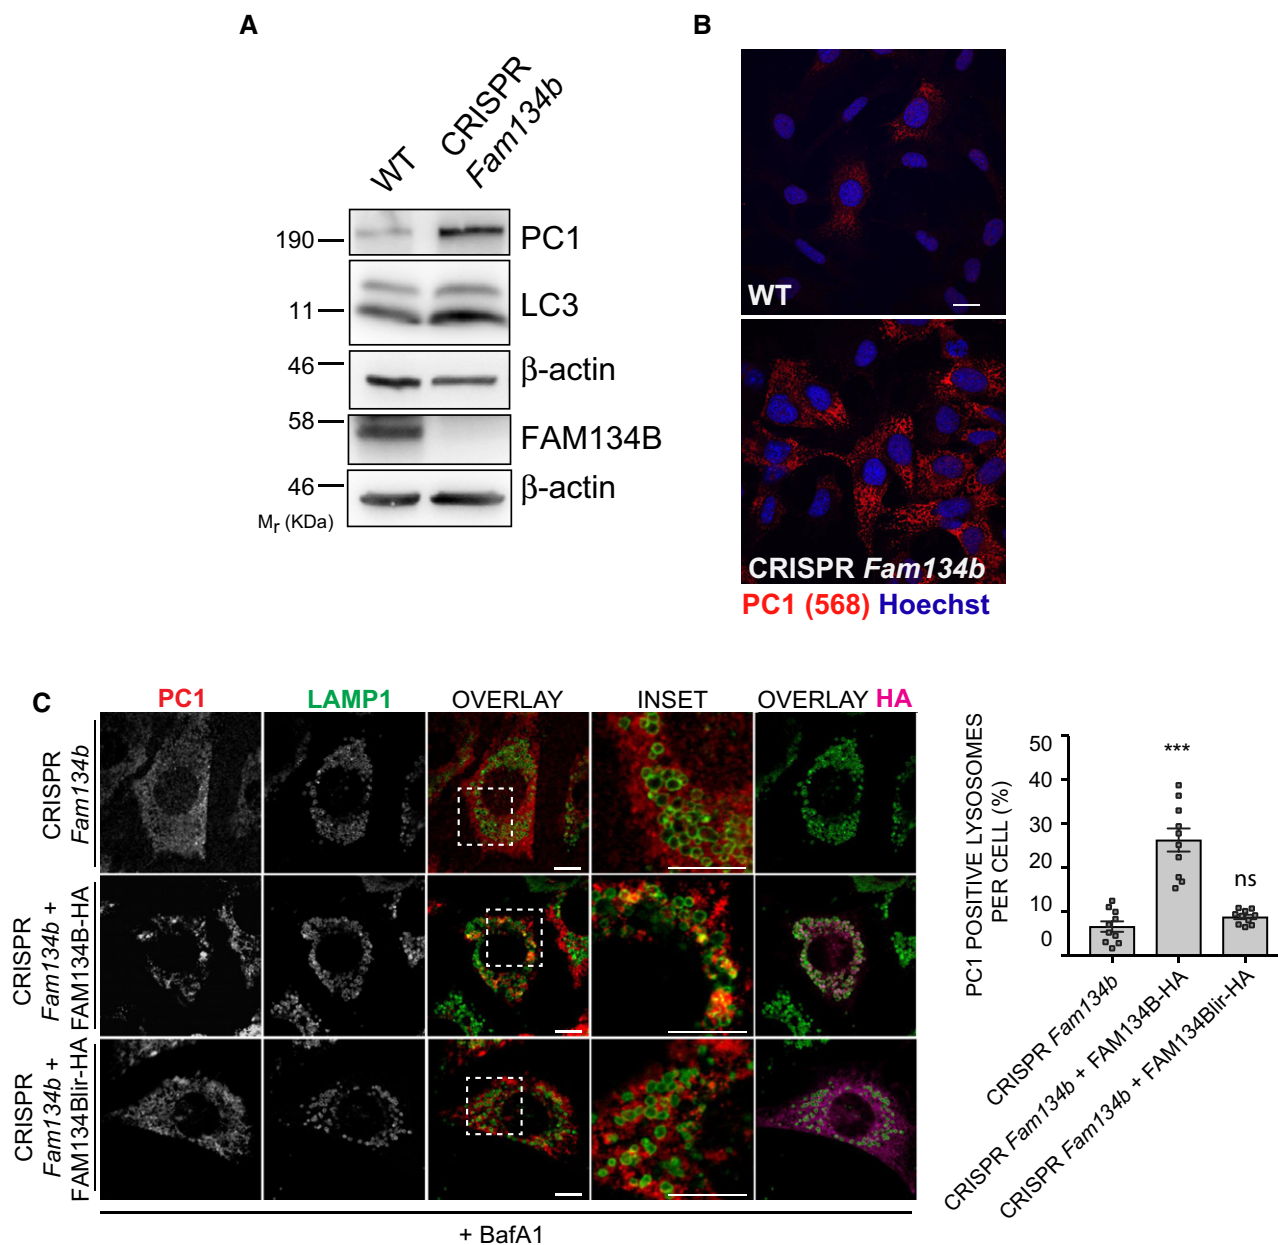 A
WT
CRISPR
Fam134b
190
PC1
11
LC3
46
β-actin
58
FAM134B
46
β-actin
Mr (KDa)
B
WT
CRISPR Fam134b
PC1 (568) Hoechst
C
PC1
LAMP1
OVERLAY
INSET
OVERLAY HA
CRISPR
Fam134b
CRISPR
Fam134b +
FAM134B-HA
CRISPR
Fam134b +
FAM134Blir-HA
+ BafA1
PC1 POSITIVE LYSOSOMES
PER CELL (%)
50
40
30
20
10
0
***
ns
CRISPR Fam134b
CRISPR Fam134b + FAM134B-HA
CRISPR Fam134b + FAM134Blir-HA